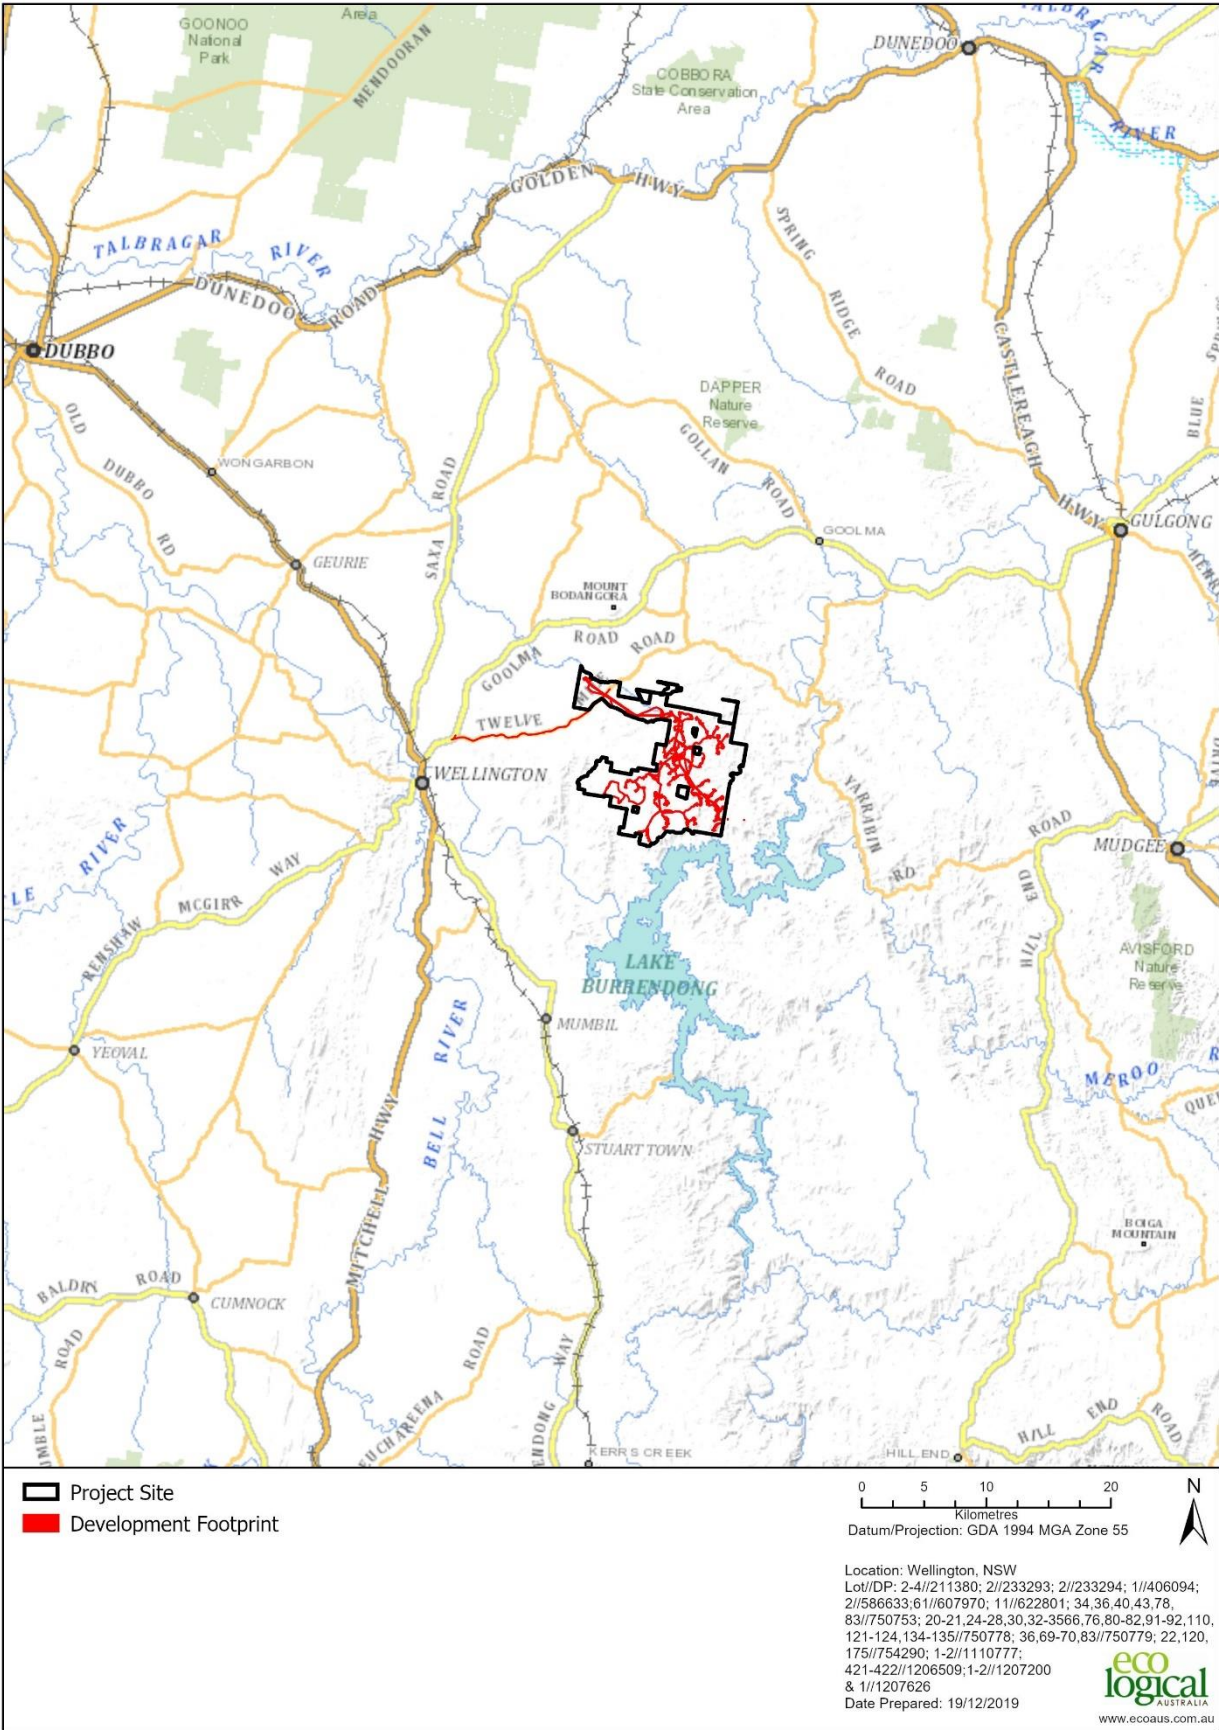 GOONOO
National
Park
Area
MENDOORAN
COBBORA
State Conservation
Area
DUNEDOO
TALBRAGAR
RIVER
GOLDEN
HWY
TALBRAGAR
RIVER
DUNEDOO
ROAD
SPRING
RIDGE
ROAD
DUBBO
OLD
DUBBO
RD
WONGARBON
DAPPER
Nature
Reserve
GOLLAN
ROAD
CASTLEREAGH
HWY
BLUE
SAXA
ROAD
GEURIE
GOOLMA
GULGONG
MOUNT
BODANGORA
GOOLMA
ROAD
ROAD
TWELVE
WELLINGTON
YARRABIN
RD
ROAD
MUDGEE
HILL
END
RIVER
MCGIRR
WAY
RENSHAW
LAKE
BURRENDONG
AVISFORD
Nature
Reserve
MUMBIL
YEOVAL
BELL
RIVER
MEROO
STUART TOWN
MITCHELL
HWY
BOIGA
MOUNTAIN
BALDRY
ROAD
CUMNOCK
ROAD
EUCHAREENA
ROAD
ENDONG
WAY
KERRS CREEK
HILL END
HILL
END
ROAD
Project Site
Development Footprint
0 5 10 20
Kilometres
N
Datum/Projection: GDA 1994 MGA Zone 55
Location: Wellington, NSW
Lot//DP: 2-4//211380; 2//233293; 2//233294; 1//406094;
2//586633;61//607970; 11//622801; 34,36,40,43,78,
83//750753; 20-21,24-28,30,32-3566,76,80-82,91-92,110,
121-124,134-135//750778; 36,69-70,83//750779; 22,120,
175//754290; 1-2//1110777;
421-422//1206509;1-2//1207200
& 1//1207626
Date Prepared: 19/12/2019
eco
logical
AUSTRALIA
www.ecoaus.com.au